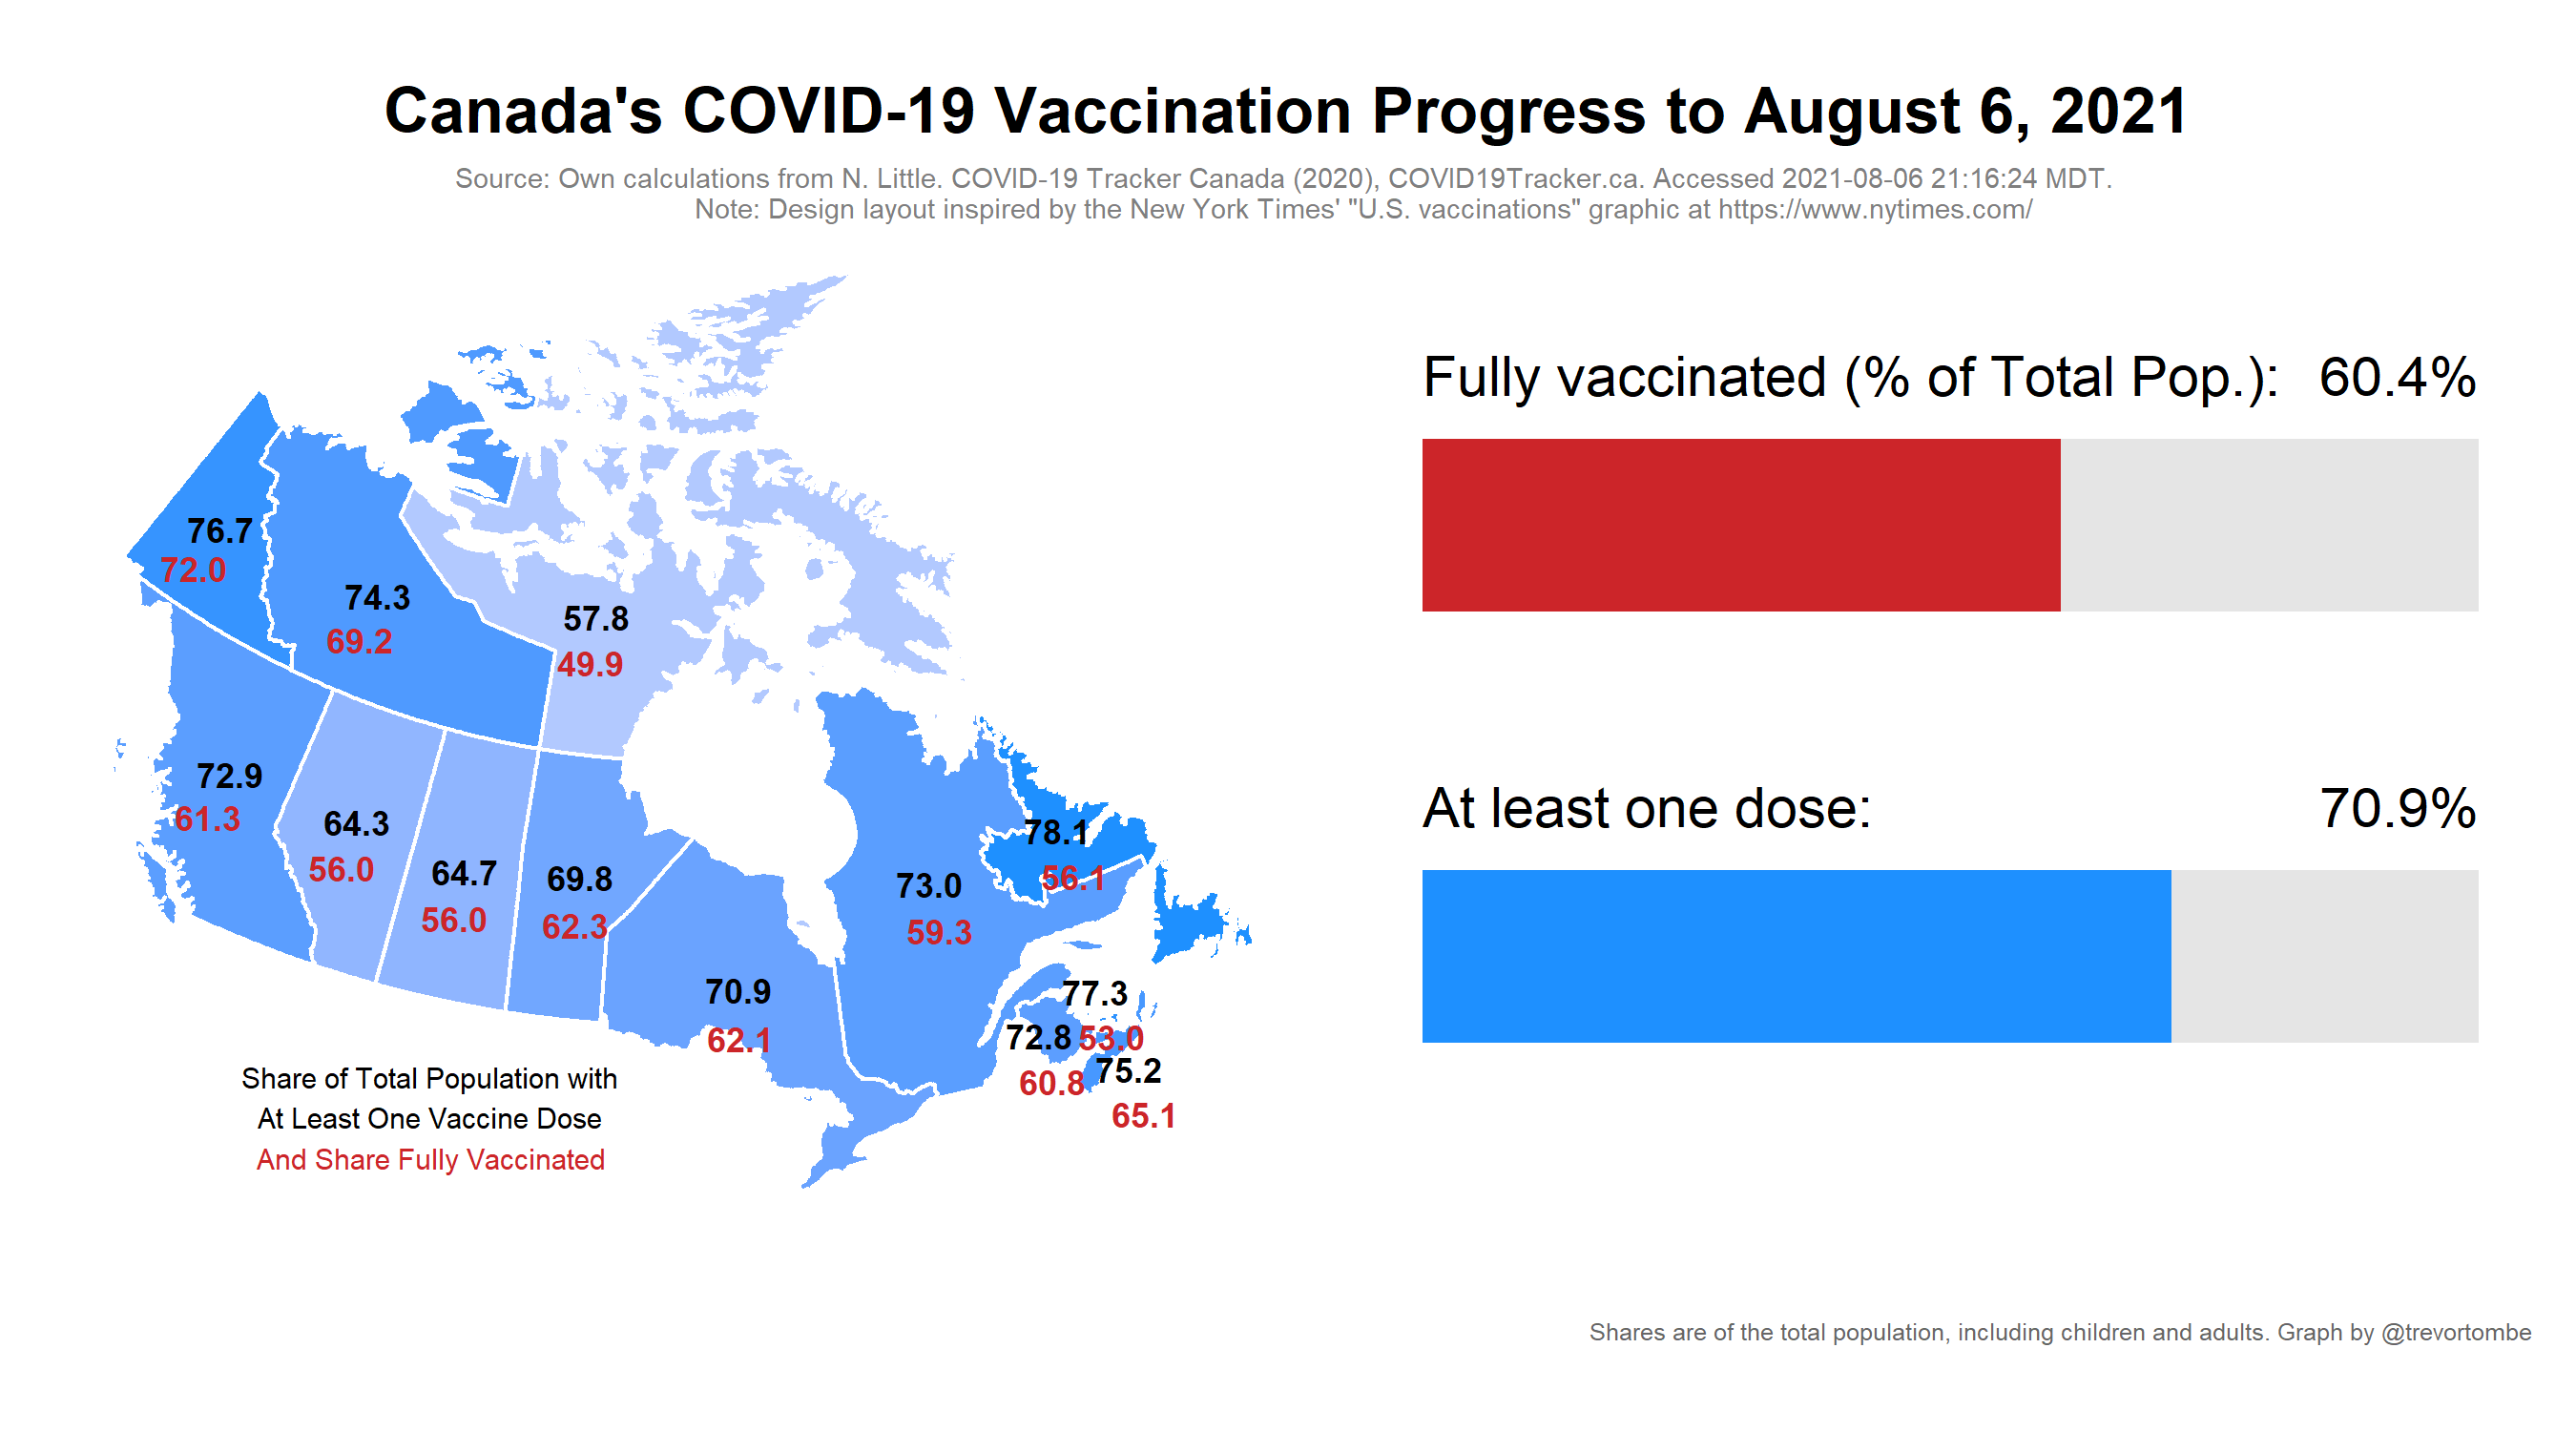 Canada's COVID-19 Vaccination Progress to August 6, 2021
Source: Own calculations from N. Little. COVID-19 Tracker Canada (2020), COVID19Tracker.ca. Accessed 2021-08-06 21:16:24 MDT.
Note: Design layout inspired by the New York Times' "U.S. vaccinations" graphic at https://www.nytimes.com/
76.7
72.0
74.3
69.2
57.8
49.9
72.9
61.3
64.3
56.0
64.7
56.0
69.8
62.3
70.9
62.1
73.0
59.3
78.1
56.1
77.3
53.0
72.8
60.8
75.2
65.1
Share of Total Population with
At Least One Vaccine Dose
And Share Fully Vaccinated
Fully vaccinated (% of Total Pop.): 60.4%
At least one dose: 70.9%
Shares are of the total population, including children and adults. Graph by @trevortombe